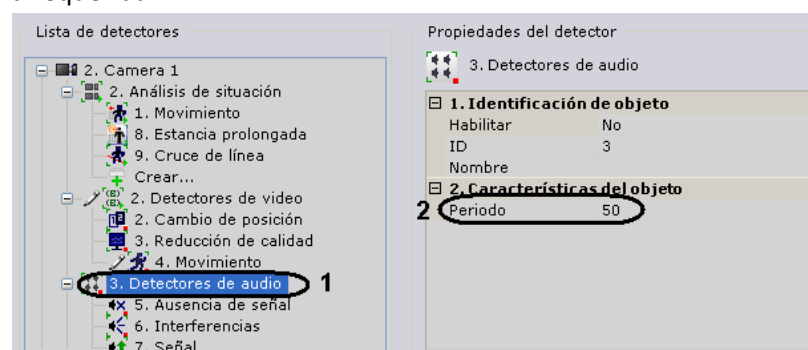 Lista de detectores
2. Camera 1
2. Análisis de situación
1. Movimiento
8. Estancia prolongada
9. Cruce de línea
Crear...
2. Detectores de video
2. Cambio de posición
3. Reducción de calidad
4. Movimiento
3. Detectores de audio 1
5. Ausencia de señal
6. Interferencias
7. Señal
Propiedades del detector
3. Detectores de audio
1. Identificación de objeto
Habilitar No
ID 3
Nombre
2. Características del objeto
2 Periodo 50